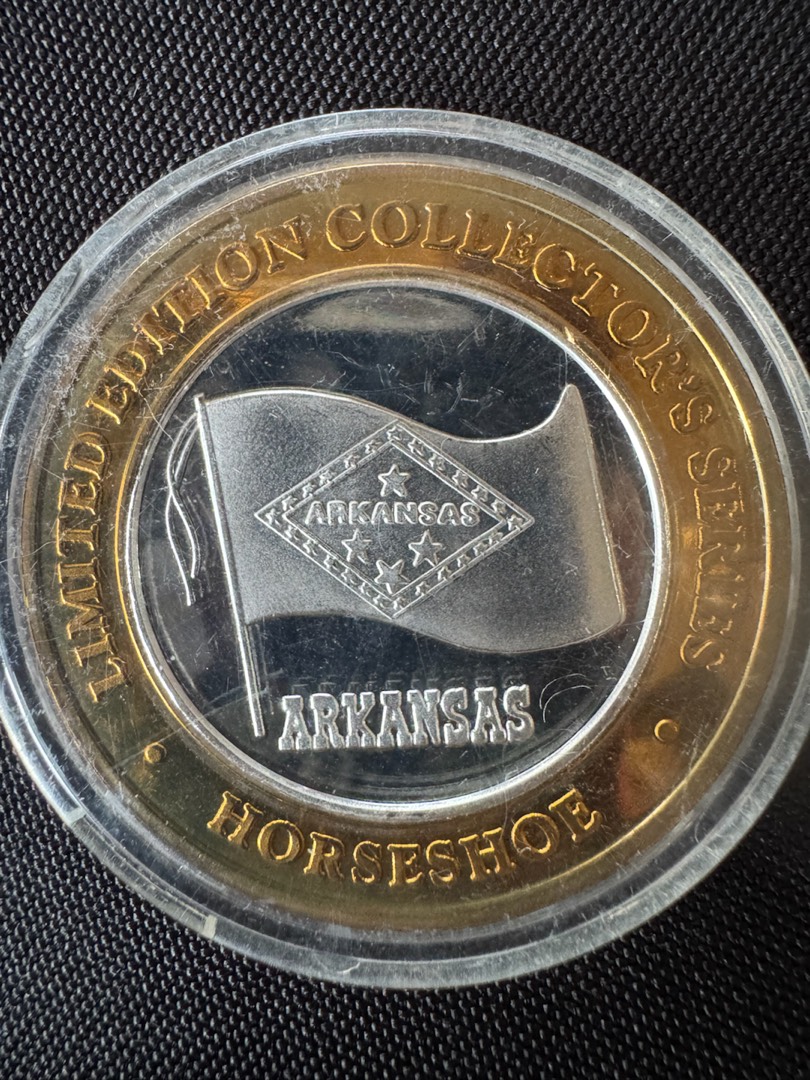 LIMITED EDITION COLLECTOR'S SERIES
ARKANSAS
ARKANSAS
HORSESHOE